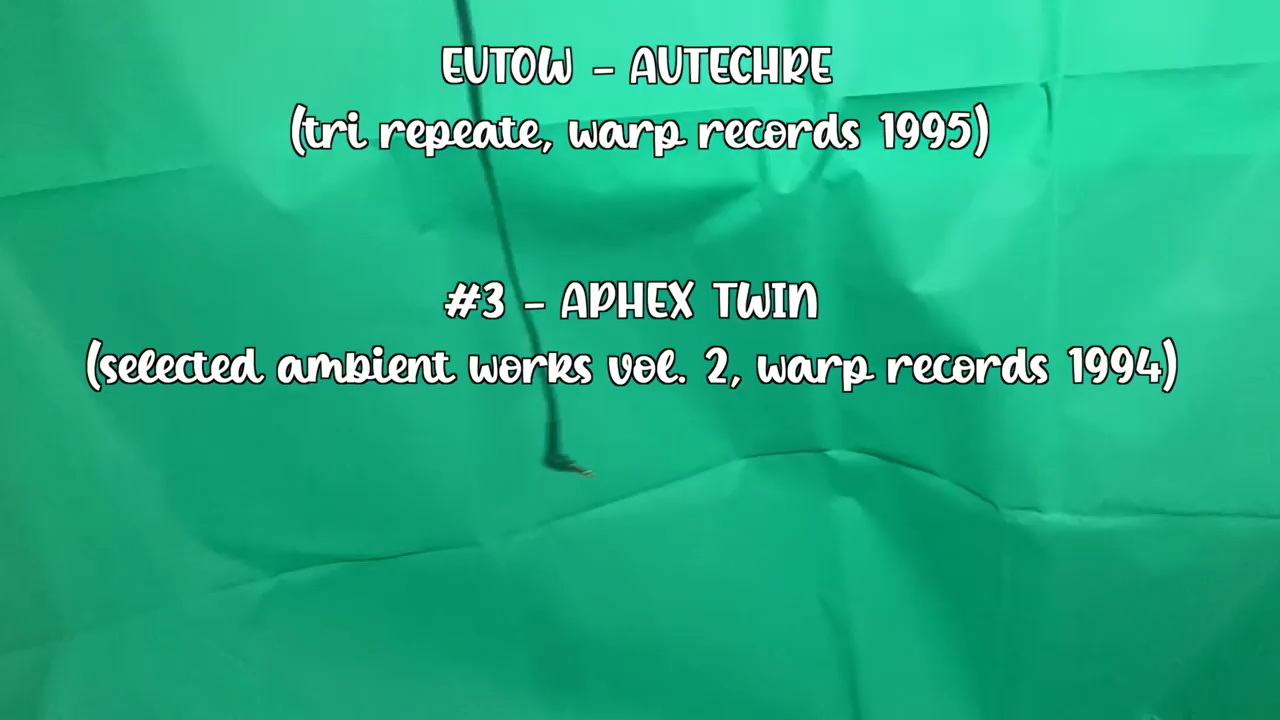 EUTOW - AUTECHRE
(tri repeate, warp records 1995)
#3 - APHEX TWIN
(selected ambient works vol. 2, warp records 1994)